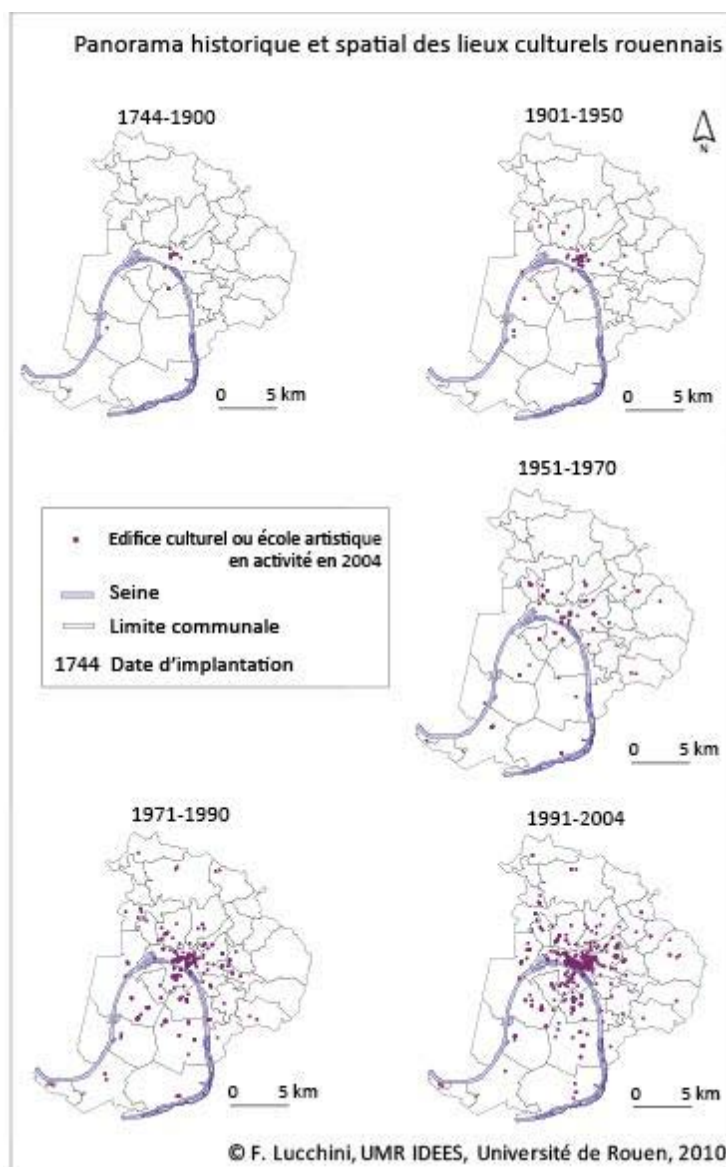 Panorama historique et spatial des lieux culturels rouennais
1744-1900
1901-1950
N
0 5 km
0 5 km
1951-1970
Edifice culturel ou école artistique
en activité en 2004
Seine
Limite communale
1744 Date d'implantation
0 5 km
1971-1990
1991-2004
0 5 km
0 5 km
© F. Lucchini, UMR IDEES, Université de Rouen, 2010